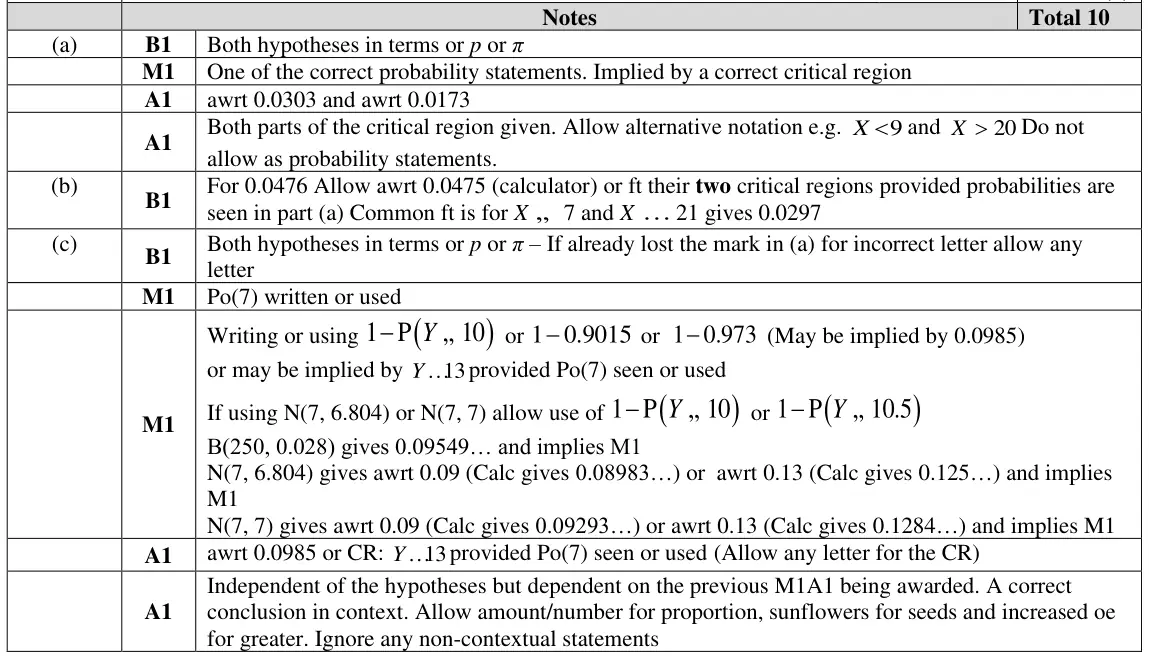 Notes Total 10
(a) B1 Both hypotheses in terms or p or π
M1 One of the correct probability statements. Implied by a correct critical region
A1 awrt 0.0303 and awrt 0.0173
A1 Both parts of the critical region given. Allow alternative notation e.g. X <9 and X > 20 Do not
allow as probability statements.
(b) B1 For 0.0476 Allow awrt 0.0475 (calculator) or ft their two critical regions provided probabilities are
seen in part (a) Common ft is for X ,, 7 and X … 21 gives 0.0297
(c) B1 Both hypotheses in terms or p or π – If already lost the mark in (a) for incorrect letter allow any
letter
M1 Po(7) written or used
M1 Writing or using 1−P(Y ,, 10) or 1−0.9015 or 1−0.973 (May be implied by 0.0985)
or may be implied by Y…13 provided Po(7) seen or used
If using N(7, 6.804) or N(7, 7) allow use of 1−P(Y ,, 10) or 1−P(Y ,, 10.5)
B(250, 0.028) gives 0.09549… and implies M1
N(7, 6.804) gives awrt 0.09 (Calc gives 0.08983…) or awrt 0.13 (Calc gives 0.125…) and implies
M1
N(7, 7) gives awrt 0.09 (Calc gives 0.09293…) or awrt 0.13 (Calc gives 0.1284…) and implies M1
A1 awrt 0.0985 or CR: Y…13 provided Po(7) seen or used (Allow any letter for the CR)
A1 Independent of the hypotheses but dependent on the previous M1A1 being awarded. A correct
conclusion in context. Allow amount/number for proportion, sunflowers for seeds and increased oe
for greater. Ignore any non-contextual statements